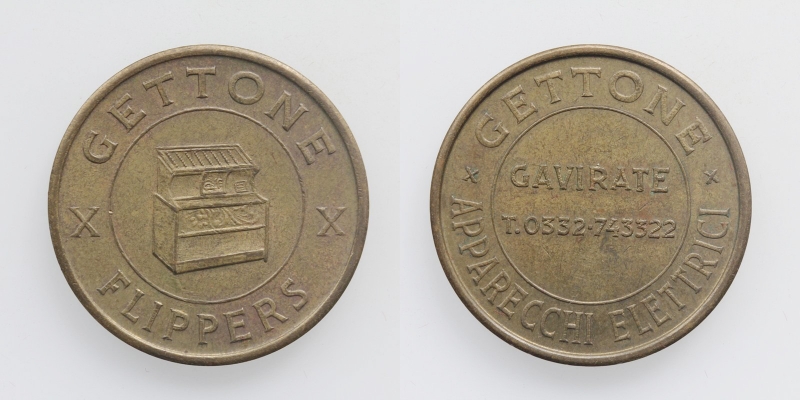 GETTONE
X X
FLIPPERS
GETTONE
x x
GAVIRATE
T. 0332-743322
APPARECCHI ELETTRICI